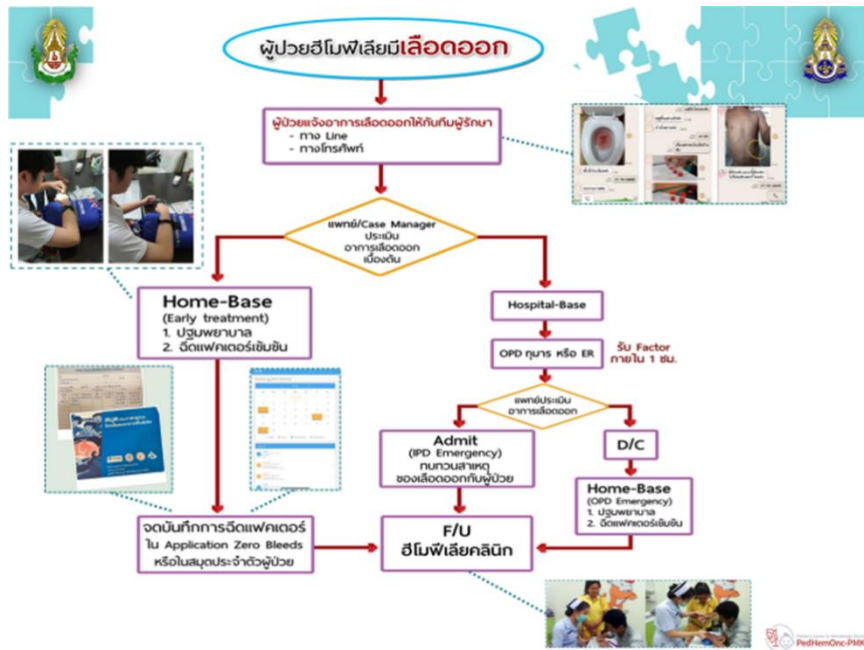 ผู้ป่วยฮีโมฟีเลียมีเลือดออก
ผู้ป่วยแจ้งอาการเลือดออกให้กับทีมผู้รักษา
- ทาง Line
- ทางโทรศัพท์
แพทย์/Case Manager
ประเมิน
อาการเลือดออก
เบื้องต้น
Home-Base
(Early treatment)
1. ปฐมพยาบาล
2. ฉีดแฟคเตอร์เข้มข้น
Hospital-Base
OPD กุมาร หรือ ER
รับ Factor
ภายใน 1 ชม.
แพทย์ประเมิน
อาการเลือดออก
Admit
(IPD Emergency)
ทบทวนสาเหตุ
ของเลือดออกกับผู้ป่วย
D/C
Home-Base
(OPD Emergency)
1. ปฐมพยาบาล
2. ฉีดแฟคเตอร์เข้มข้น
จดบันทึกการฉีดแฟคเตอร์
ใน Application Zero Bleeds
หรือในสมุดประจำตัวผู้ป่วย
F/U
ฮีโมฟีเลียคลินิก
PedHemOnc-PMK